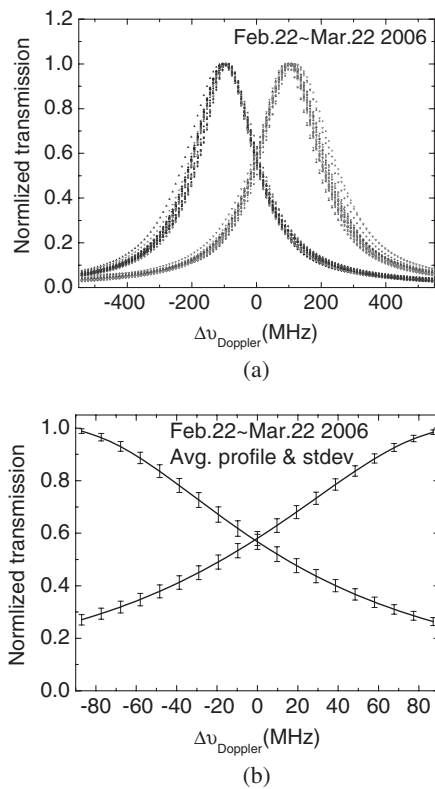 Feb.22~Mar.22 2006
Normlized transmission
1.2
1.0
0.8
0.6
0.4
0.2
0.0
-400 -200 0 200 400
ΔυDoppler(MHz)
(a)
Feb.22~Mar.22 2006
Avg. profile & stdev
Normlized transmission
1.0
0.8
0.6
0.4
0.2
0.0
-80 -60 -40 -20 0 20 40 60 80
ΔυDoppler(MHz)
(b)